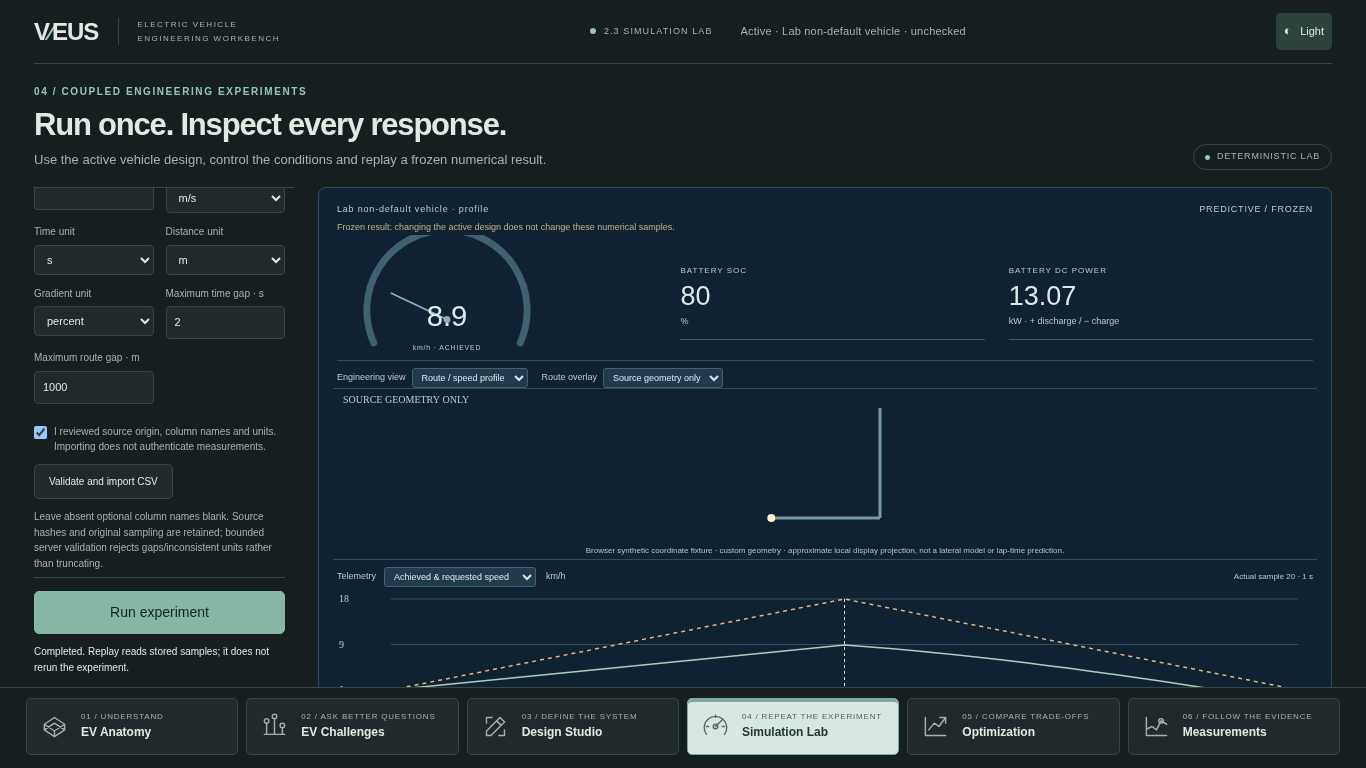 VÆUS
ELECTRIC VEHICLE
ENGINEERING WORKBENCH
2.3 SIMULATION LAB
Active · Lab non-default vehicle · unchecked
Light
04 / COUPLED ENGINEERING EXPERIMENTS
Run once. Inspect every response.
Use the active vehicle design, control the conditions and replay a frozen numerical result.
DETERMINISTIC LAB
m/s
Time unit
Distance unit
s
m
Gradient unit
Maximum time gap · s
percent
2
Maximum route gap · m
1000
I reviewed source origin, column names and units.
Importing does not authenticate measurements.
Validate and import CSV
Leave absent optional column names blank. Source
hashes and original sampling are retained; bounded
server validation rejects gaps/inconsistent units rather
than truncating.
Run experiment
Completed. Replay reads stored samples; it does not
rerun the experiment.
Lab non-default vehicle · profile
PREDICTIVE / FROZEN
Frozen result: changing the active design does not change these numerical samples.
8.9
km/h · ACHIEVED
BATTERY SOC
80
%
BATTERY DC POWER
13.07
kW · + discharge / − charge
Engineering view
Route / speed profile
Route overlay
Source geometry only
SOURCE GEOMETRY ONLY
Browser synthetic coordinate fixture · custom geometry · approximate local display projection, not a lateral model or lap-time prediction.
Telemetry
Achieved & requested speed
km/h
Actual sample 20 · 1 s
18
9
01 / UNDERSTAND
EV Anatomy
02 / ASK BETTER QUESTIONS
EV Challenges
03 / DEFINE THE SYSTEM
Design Studio
04 / REPEAT THE EXPERIMENT
Simulation Lab
05 / COMPARE TRADE-OFFS
Optimization
06 / FOLLOW THE EVIDENCE
Measurements